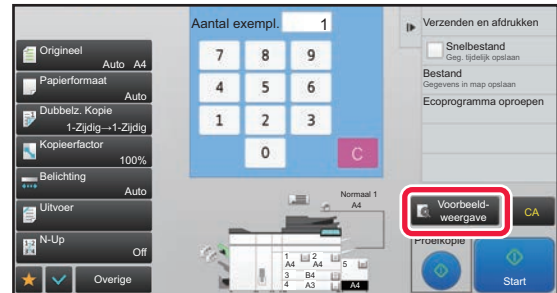 Aantal exempl. 1
Origineel
Auto A4
Papierformaat
Auto
Dubbelz. Kopie
1-Zijdig→1-Zijdig
Kopieerfactor
100%
Belichting
Auto
Uitvoer
N-Up
Off
Overige
7 8 9
4 5 6
1 2 3
0 C
Normaal 1
A4
1 A4 2 A4 5
3 B4
4 A3 A4
Verzenden en afdrukken
Snelbestand
Geg. tijdelijk opslaan
Bestand
Gegevens in map opslaan
Ecoprogramma oproepen
Voorbeeld-
weergave
CA
Proefkopie
Start